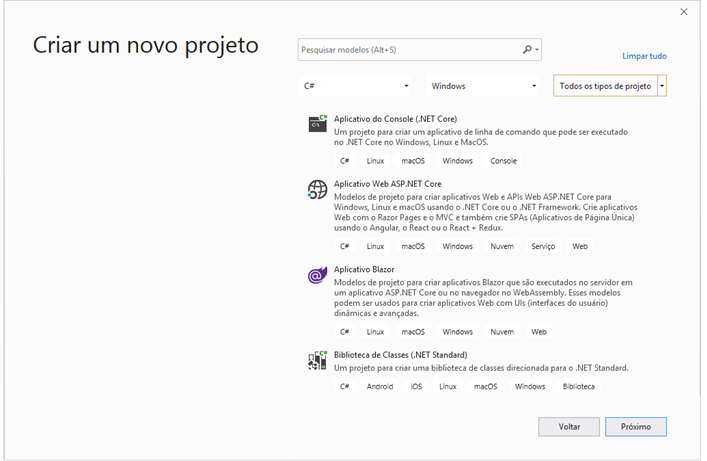 Criar um novo projeto
Pesquisar modelos (Alt+S)
Limpar tudo
C#
Windows
Todos os tipos de projeto
C#
C:\
Aplicativo do Console (.NET Core)
Um projeto para criar um aplicativo de linha de comando que pode ser executado
no .NET Core no Windows, Linux e MacOS.
C# Linux macOS Windows Console
Aplicativo Web ASP.NET Core
Modelos de projeto para criar aplicativos Web e APIs Web ASP.NET Core para
Windows, Linux e macOS usando o .NET Core ou o .NET Framework. Crie aplicativos
Web com o Razor Pages e o MVC e também crie SPAs (Aplicativos de Página Única)
usando o Angular, o React ou o React + Redux.
C# Linux macOS Windows Nuvem Serviço Web
Aplicativo Blazor
Modelos de projeto para criar aplicativos Blazor que são executados no servidor em
um aplicativo ASP.NET Core ou no navegador no WebAssembly. Esses modelos
podem ser usados para criar aplicativos Web com UIs (interfaces do usuário)
dinâmicas e avançadas.
C# Linux macOS Windows Nuvem Web
C#
Biblioteca de Classes (.NET Standard)
Um projeto para criar uma biblioteca de classes direcionada para o .NET Standard.
C# Android iOS Linux macOS Windows Biblioteca
Voltar
Próximo